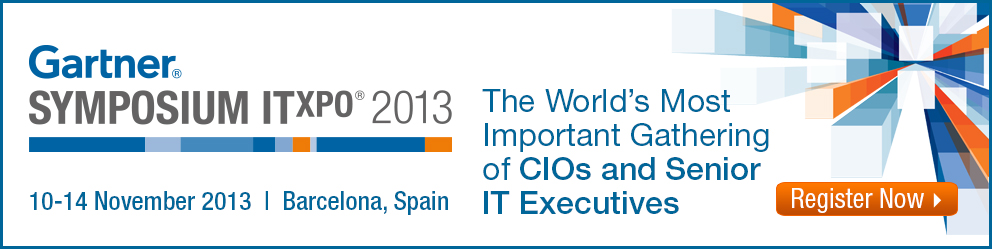 Gartner®
SYMPOSIUM ITXPO® 2013
10-14 November 2013 | Barcelona, Spain
The World's Most
Important Gathering
of CIOs and Senior
IT Executives
Register Now